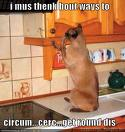 i mus thenk bout ways to
circum...cerc...get round dis